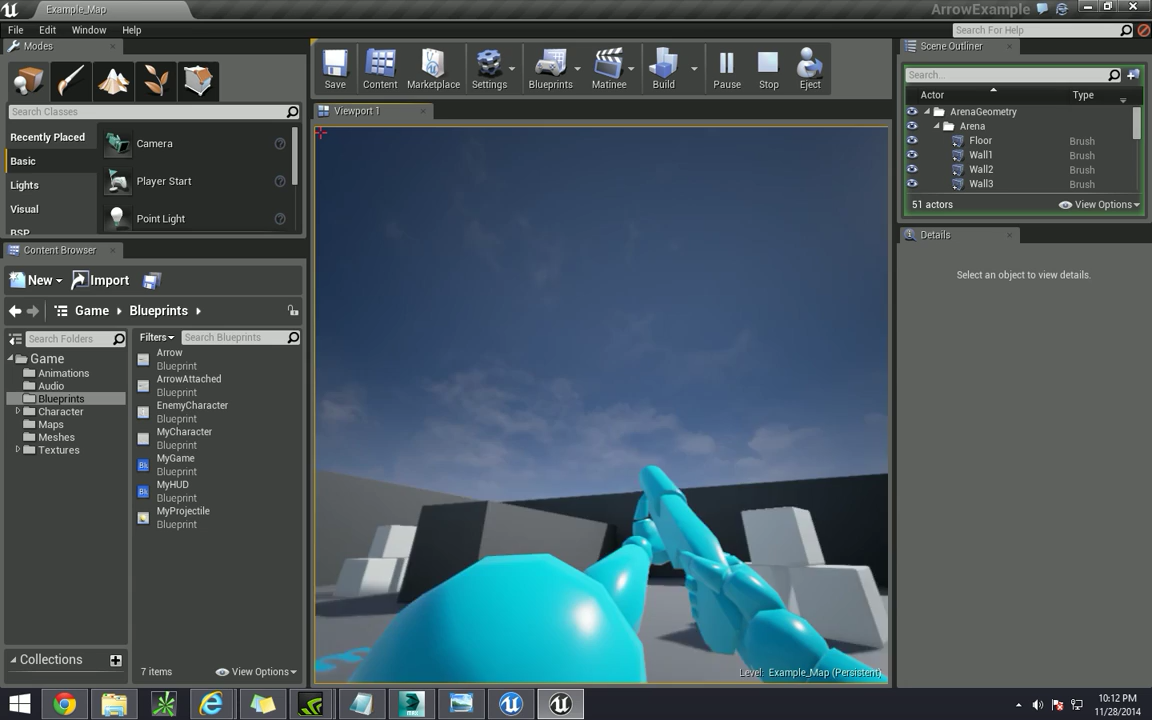 Example_Map
ArrowExample
File Edit Window Help
Search For Help
Modes
Search Classes
Recently Placed
Basic
Lights
Visual
BSP
Camera
Player Start
Point Light
Save
Content
Marketplace
Settings
Blueprints
Matinee
Build
Pause
Stop
Eject
Viewport 1
Level: Example_Map (Persistent)
Scene Outliner
Search...
Actor Type
ArenaGeometry
Arena
Floor Brush
Wall1 Brush
Wall2 Brush
Wall3 Brush
51 actors View Options
Details
Select an object to view details.
Content Browser
New Import
Game Blueprints
Search Folders
Game
Animations
Audio
Blueprints
Character
Maps
Meshes
Textures
Collections
Filters Search Blueprints
Arrow
Blueprint
ArrowAttached
Blueprint
EnemyCharacter
Blueprint
MyCharacter
Blueprint
MyGame
Blueprint
MyHUD
Blueprint
MyProjectile
Blueprint
7 items View Options
10:12 PM
11/28/2014